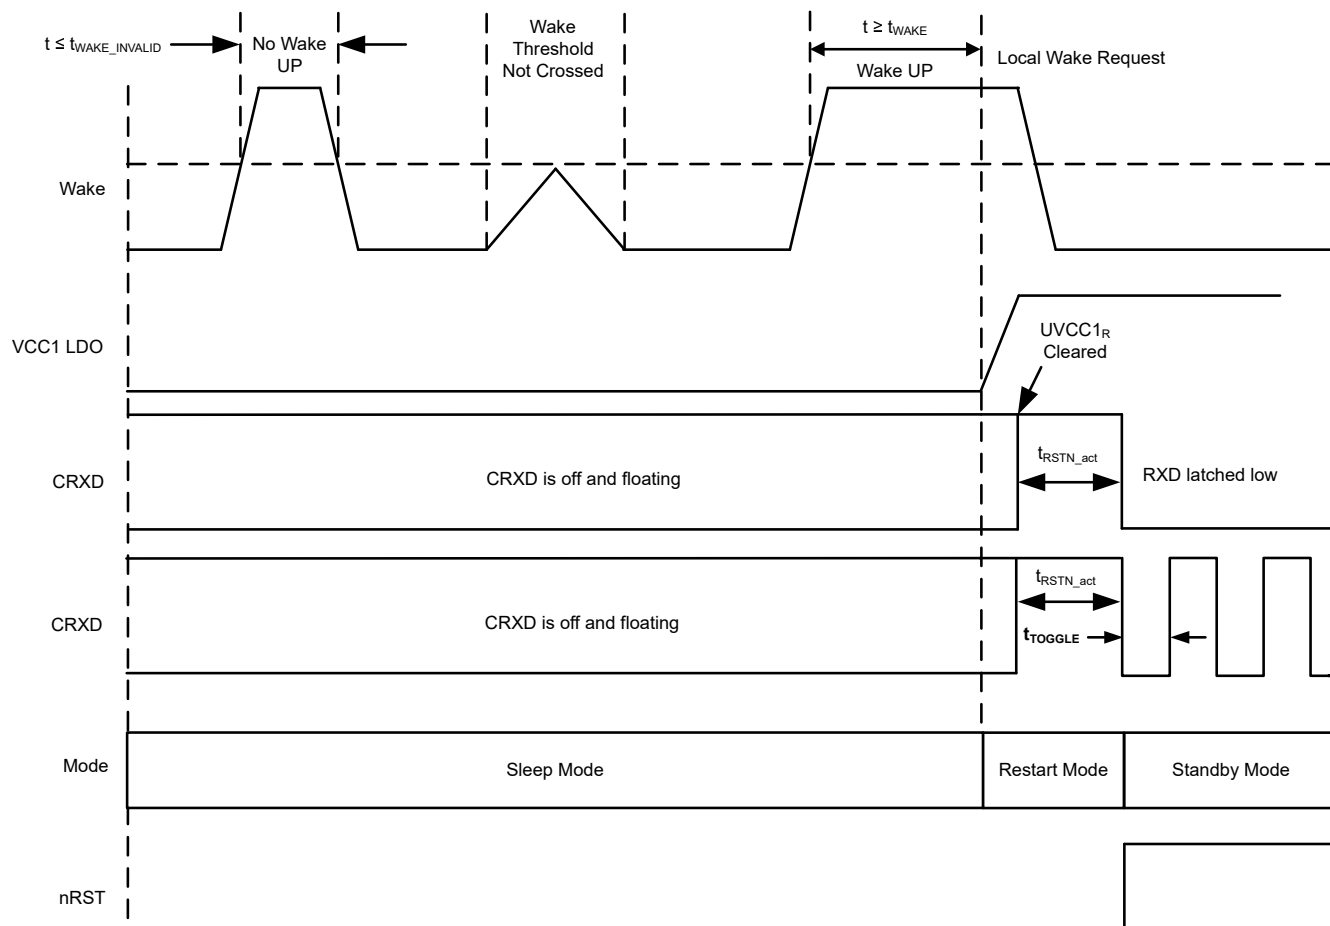 t ≤ tWAKE_INVALID
No Wake
UP
Wake
Threshold
Not Crossed
t ≥ tWAKE
Wake UP
Local Wake Request
Wake
VCC1 LDO
UVCC1R
Cleared
CRXD
CRXD is off and floating
tRSTN_act
RXD latched low
CRXD
CRXD is off and floating
tRSTN_act
tTOGGLE
Mode
Sleep Mode
Restart Mode
Standby Mode
nRST